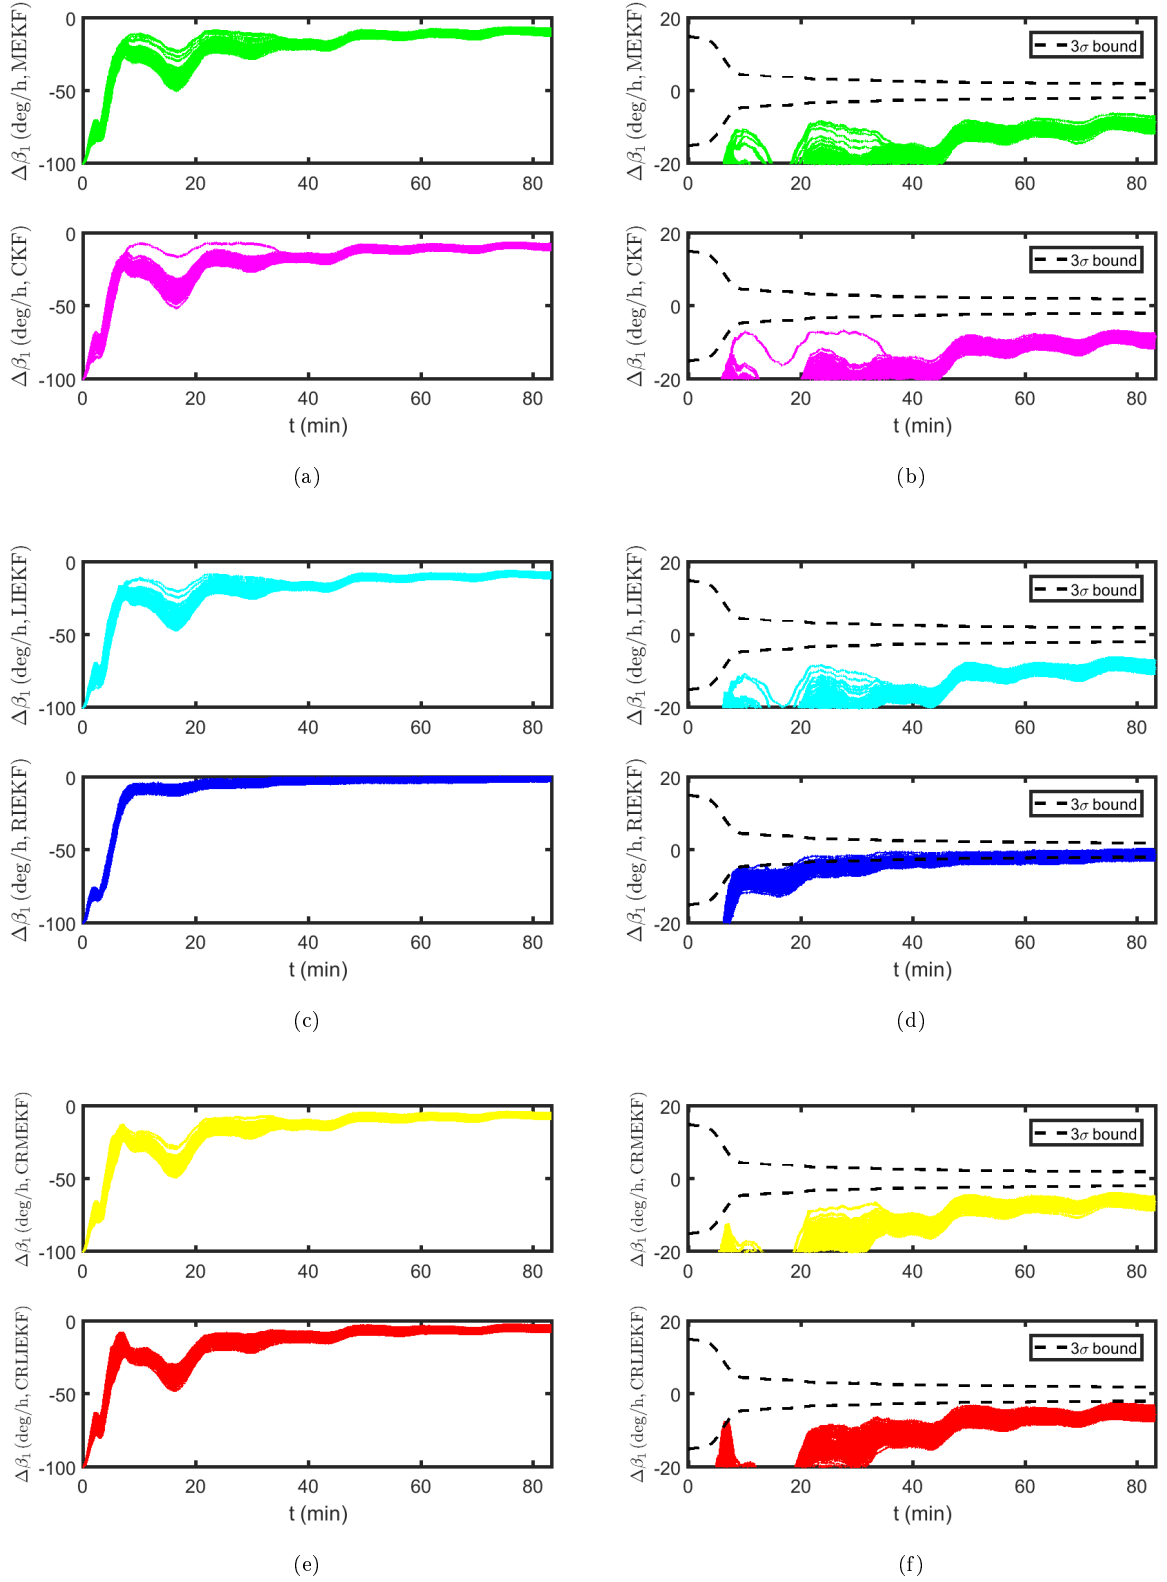 Δβ₁ (deg/h, MEKF)
0
-50
-100
0 20 40 60 80
Δβ₁ (deg/h, CKF)
0
-50
-100
0 20 40 60 80
t (min)
(a)
Δβ₁ (deg/h, MEKF)
20
10
0
-10
-20
0 20 40 60 80
3σ bound
Δβ₁ (deg/h, CKF)
20
0
-20
0 20 40 60 80
3σ bound
t (min)
(b)
Δβ₁ (deg/h, LIEKF)
0
-50
-100
0 20 40 60 80
Δβ₁ (deg/h, RIEKF)
0
-50
-100
0 20 40 60 80
t (min)
(c)
Δβ₁ (deg/h, LIEKF)
20
0
-20
0 20 40 60 80
3σ bound
Δβ₁ (deg/h, RIEKF)
20
0
-20
0 20 40 60 80
3σ bound
t (min)
(d)
Δβ₁ (deg/h, CRMEKF)
0
-50
-100
0 20 40 60 80
Δβ₁ (deg/h, CRLIEKF)
0
-50
-100
0 20 40 60 80
t (min)
(e)
Δβ₁ (deg/h, CRMEKF)
20
0
-20
0 20 40 60 80
3σ bound
Δβ₁ (deg/h, CRLIEKF)
20
0
-20
0 20 40 60 80
3σ bound
t (min)
(f)